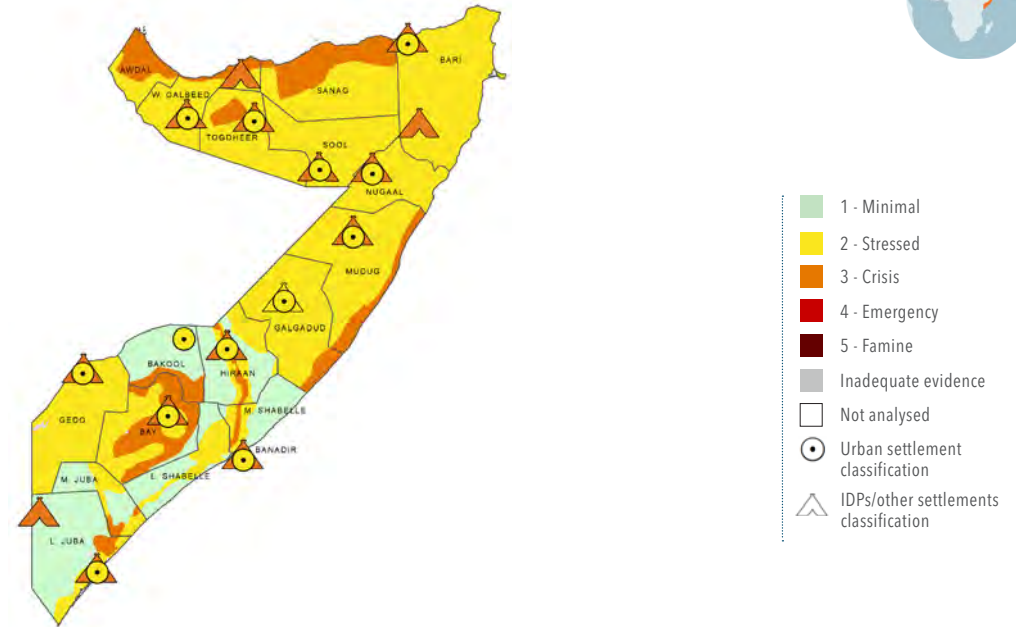 AWDAL
BARI
W. GALBEED
SANAG
TOGDHEER
SOOL
NUGAAL
MUDUG
GALGADUD
BAKOOL
HIRAAN
GEDO
BAY
M. SHABELLE
BANADIR
M. JUBA
L. SHABELLE
L. JUBA
1 - Minimal
2 - Stressed
3 - Crisis
4 - Emergency
5 - Famine
Inadequate evidence
Not analysed
Urban settlement
classification
IDPs/other settlements
classification